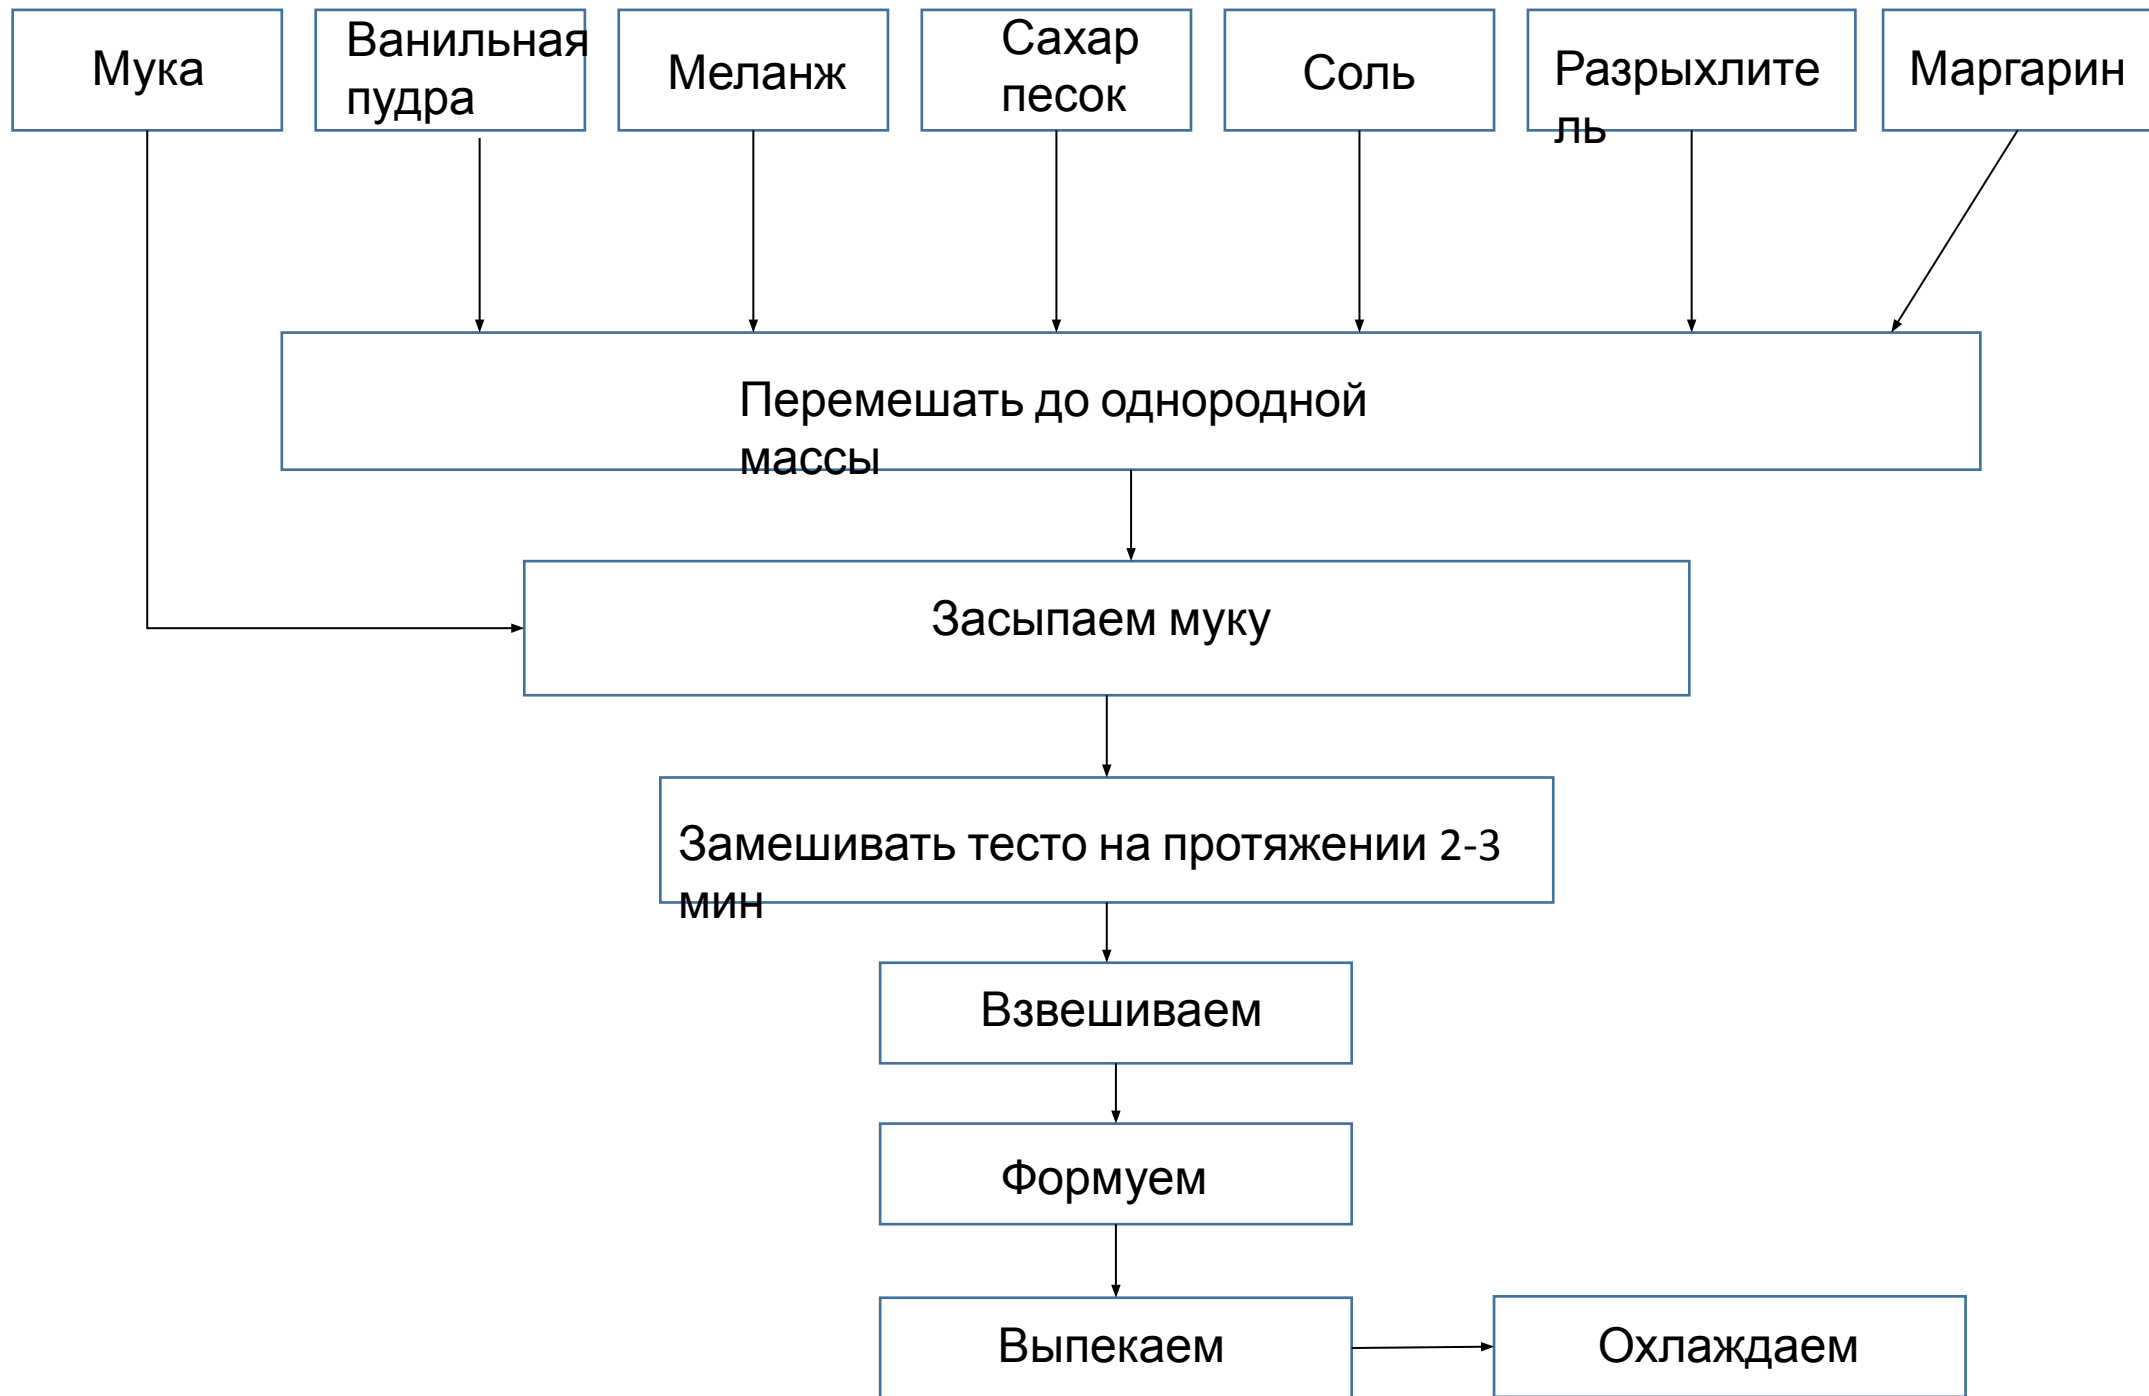 Мука
Ванильная
пудра
Меланж
Сахар
песок
Соль
Разрыхлите
ль
Маргарин
Перемешать до однородной
массы
Засыпаем муку
Замешивать тесто на протяжении 2-3
мин
Взвешиваем
Формуем
Выпекаем
Охлаждаем